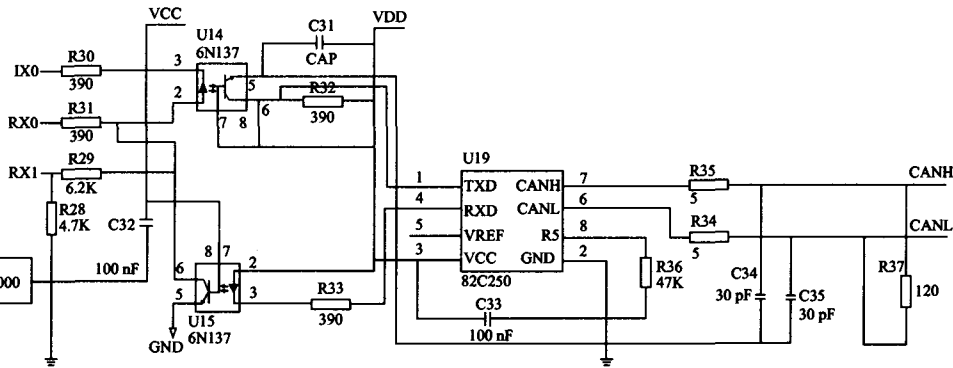 VCC
VDD
U14
6N137
C31
CAP
R30
IX0
390
3
5
R32
390
6
R31
RX0
390
2
7 8
R29
RX1
6.2K
R28
4.7K
C32
100 nF
000
8 7
6
5
2
3
U15
6N137
GND
R33
390
U19
1 TXD CANH 7
4 RXD CANL 6
5 VREF R5 8
3 VCC GND 2
82C250
C33
100 nF
R36
47K
R35
5
R34
5
CANH
CANL
C34
30 pF
C35
30 pF
R37
120